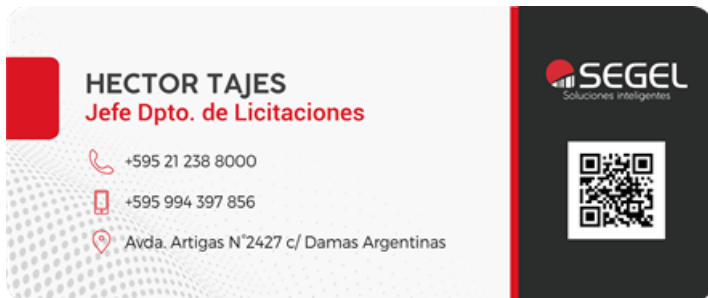 HECTOR TAJES
Jefe Dpto. de Licitaciones
+595 21 238 8000
+595 994 397 856
Avda. Artigas N°2427 c/ Damas Argentinas
SEGEL
Soluciones inteligentes